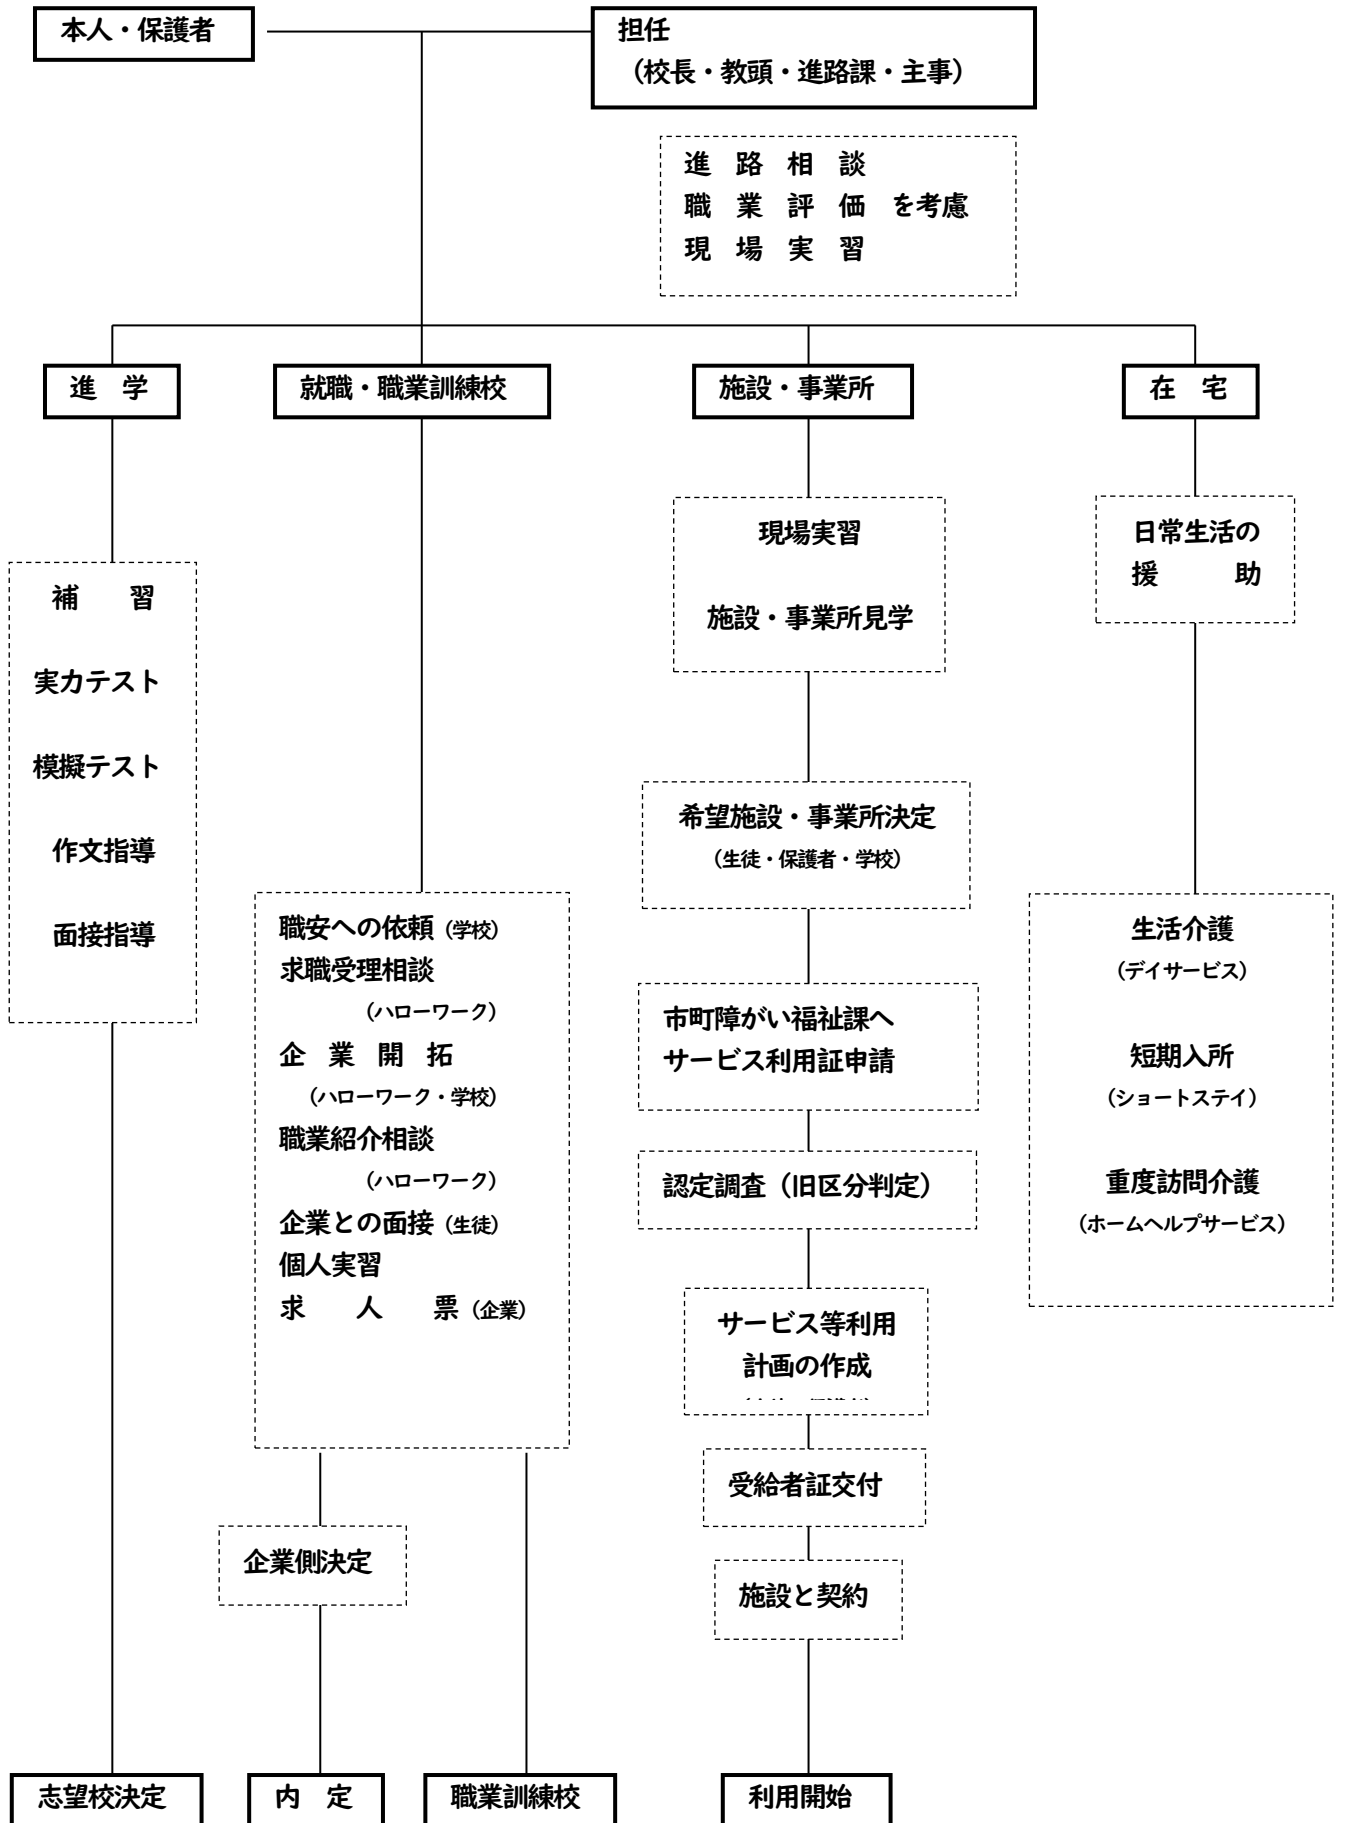 本人・保護者
担任
（校長・教頭・進路課・主事）
進　路　相　談
職　業　評　価　を考慮
現　場　実　習
進　学
就職・職業訓練校
施設・事業所
在　宅
補　　習
実力テスト
模擬テスト
作文指導
面接指導
職安への依頼（学校）
求職受理相談
（ハローワーク）
企　業　開　拓
（ハローワーク・学校）
職業紹介相談
（ハローワーク）
企業との面接（生徒）
個人実習
求　　人　　票（企業）
企業側決定
現場実習
施設・事業所見学
希望施設・事業所決定
（生徒・保護者・学校）
市町障がい福祉課へ
サービス利用証申請
認定調査（旧区分判定）
サービス等利用
計画の作成
受給者証交付
施設と契約
日常生活の
援　　　助
生活介護
（デイサービス）
短期入所
（ショートステイ）
重度訪問介護
（ホームヘルプサービス）
志望校決定
内　定
職業訓練校
利用開始